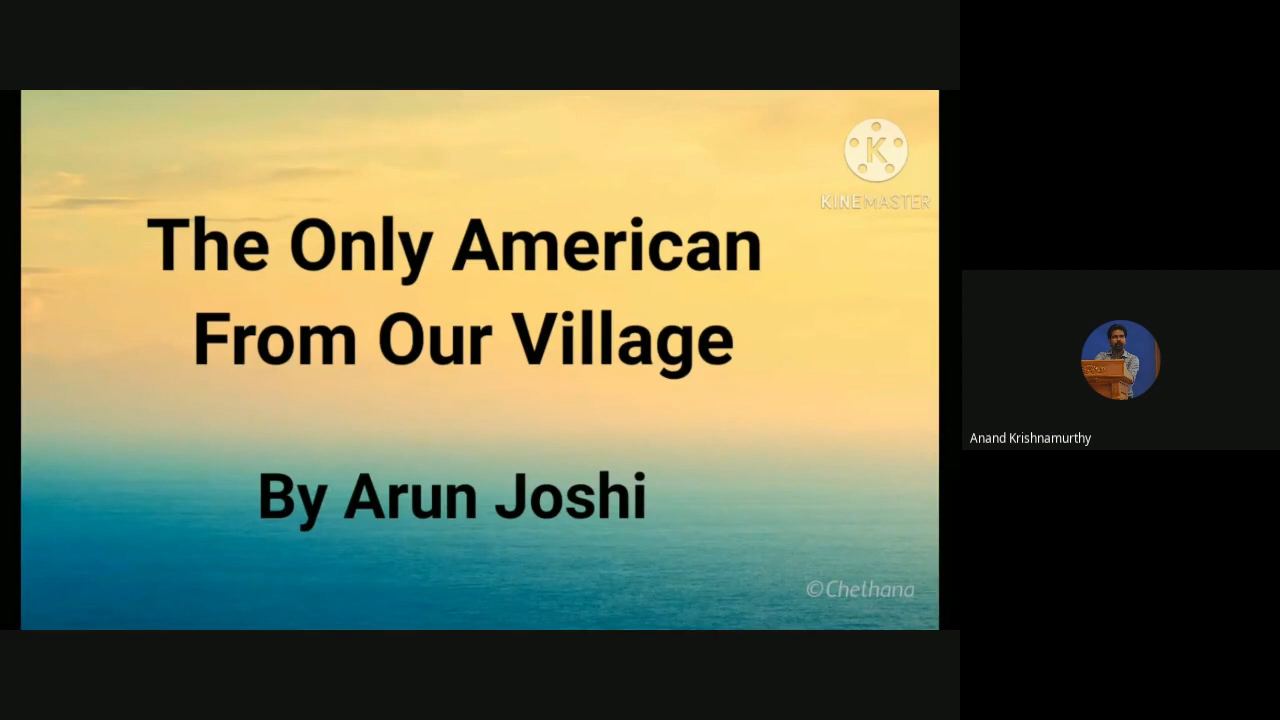 K
KINEMASTER
The Only American
From Our Village
By Arun Joshi
©Chethana
Anand Krishnamurthy